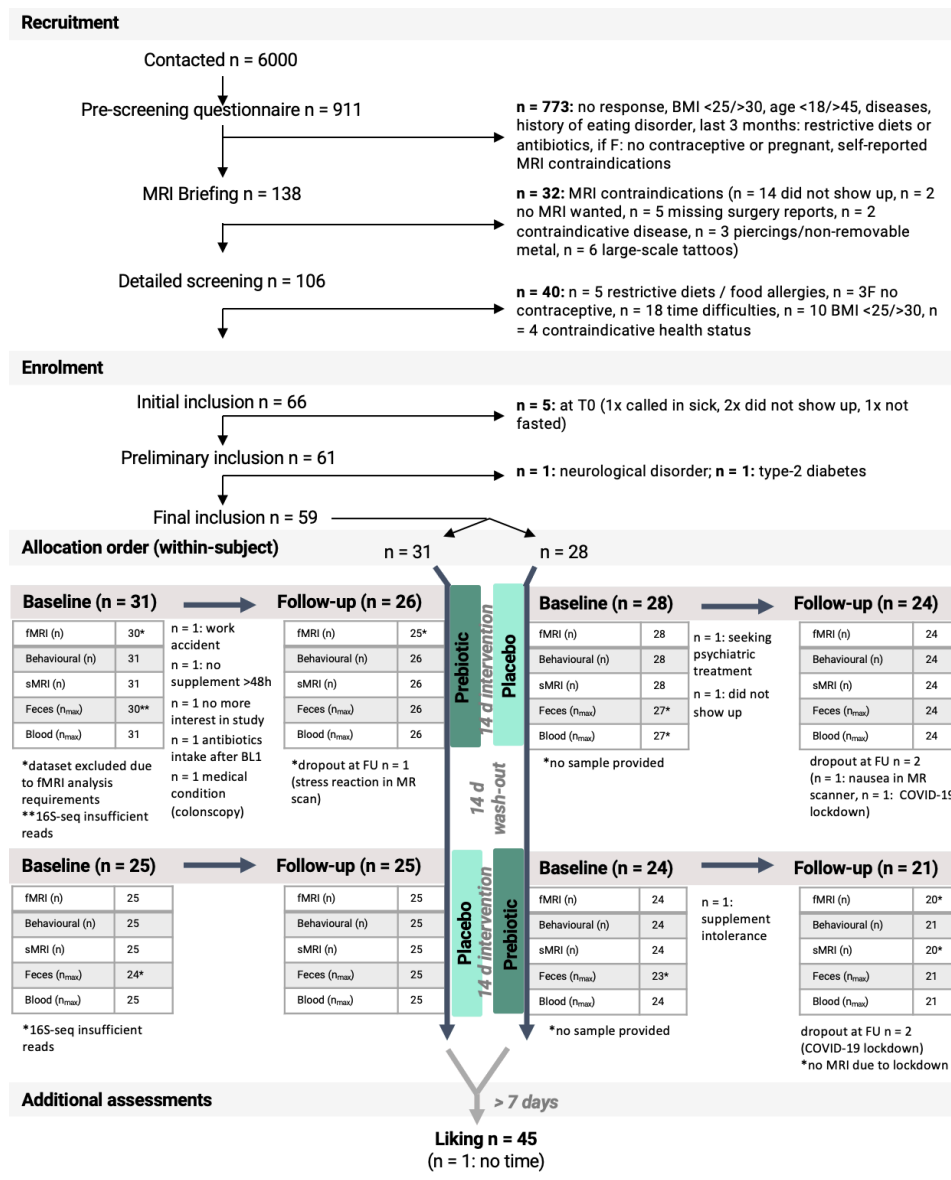 Recruitment
Contacted n = 6000
Pre-screening questionnaire n = 911
n = 773: no response, BMI <25/>30, age <18/>45, diseases,
history of eating disorder, last 3 months: restrictive diets or
antibiotics, if F: no contraceptive or pregnant, self-reported
MRI contraindications
MRI Briefing n = 138
n = 32: MRI contraindications (n = 14 did not show up, n = 2
no MRI wanted, n = 5 missing surgery reports, n = 2
contraindicative disease, n = 3 piercings/non-removable
metal, n = 6 large-scale tattoos)
Detailed screening n = 106
n = 40: n = 5 restrictive diets / food allergies, n = 3F no
contraceptive, n = 18 time difficulties, n = 10 BMI <25/>30, n
= 4 contraindicative health status
Enrolment
Initial inclusion n = 66
n = 5: at T0 (1x called in sick, 2x did not show up, 1x not
fasted)
Preliminary inclusion n = 61
n = 1: neurological disorder; n = 1: type-2 diabetes
Final inclusion n = 59
Allocation order (within-subject)
n = 31
n = 28
Baseline (n = 31)
fMRI (n) 30*
Behavioural (n) 31
sMRI (n) 31
Feces (nmax) 30**
Blood (nmax) 31
*dataset excluded due
to fMRI analysis
requirements
**16S-seq insufficient
reads
n = 1: work
accident
n = 1: no
supplement >48h
n = 1 no more
interest in study
n = 1 antibiotics
intake after BL1
n = 1 medical
condition
(colonscopy)
Follow-up (n = 26)
fMRI (n) 25*
Behavioural (n) 26
sMRI (n) 26
Feces (nmax) 26
Blood (nmax) 26
*dropout at FU n = 1
(stress reaction in MR
scan)
Prebiotic
14 d intervention
Placebo
Baseline (n = 28)
fMRI (n) 28
Behavioural (n) 28
sMRI (n) 28
Feces (nmax) 27*
Blood (nmax) 27*
*no sample provided
n = 1: seeking
psychiatric
treatment
n = 1: did not
show up
Follow-up (n = 24)
fMRI (n) 24
Behavioural (n) 24
sMRI (n) 24
Feces (nmax) 24
Blood (nmax) 24
dropout at FU n = 2
(n = 1: nausea in MR
scanner, n = 1: COVID-19
lockdown)
14 d
wash-out
Baseline (n = 25)
fMRI (n) 25
Behavioural (n) 25
sMRI (n) 25
Feces (nmax) 24*
Blood (nmax) 25
*16S-seq insufficient
reads
Follow-up (n = 25)
fMRI (n) 25
Behavioural (n) 25
sMRI (n) 25
Feces (nmax) 25
Blood (nmax) 25
Placebo
14 d intervention
Prebiotic
Baseline (n = 24)
fMRI (n) 24
Behavioural (n) 24
sMRI (n) 24
Feces (nmax) 23*
Blood (nmax) 24
*no sample provided
n = 1:
supplement
intolerance
Follow-up (n = 21)
fMRI (n) 20*
Behavioural (n) 21
sMRI (n) 20*
Feces (nmax) 21
Blood (nmax) 21
dropout at FU n = 2
(COVID-19 lockdown)
*no MRI due to lockdown
Additional assessments
> 7 days
Liking n = 45
(n = 1: no time)